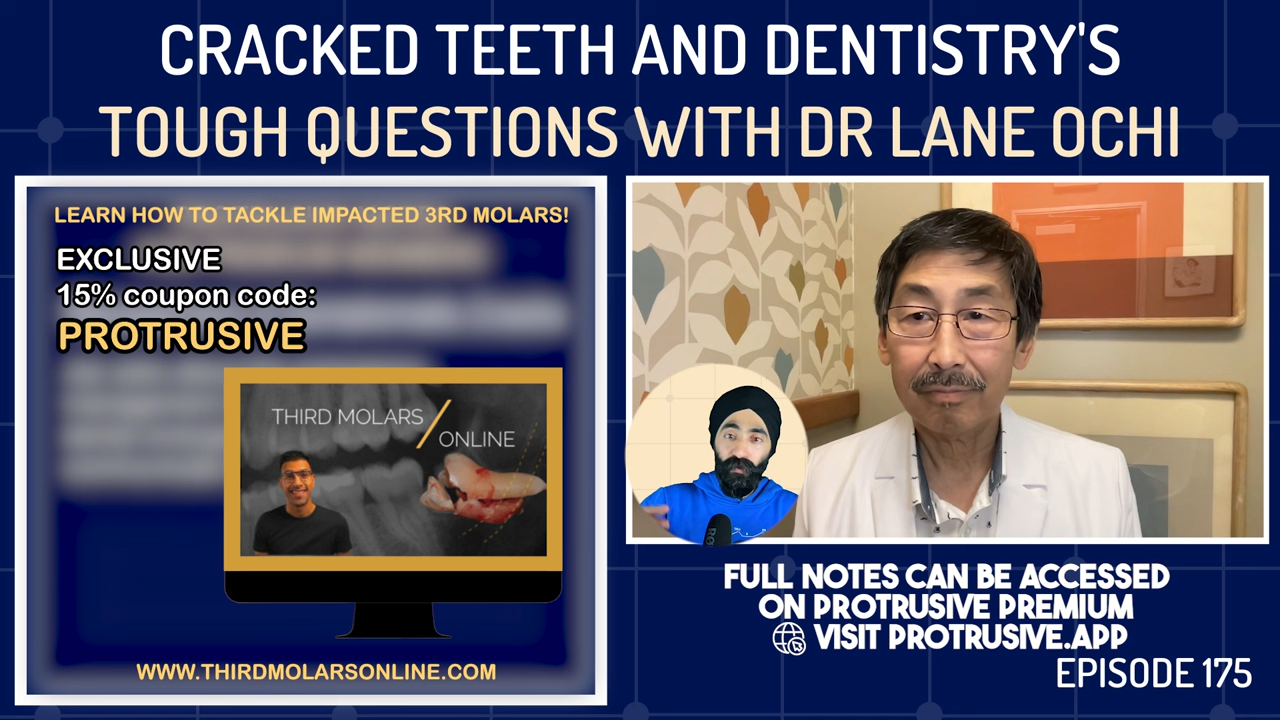 CRACKED TEETH AND DENTISTRY'S
TOUGH QUESTIONS WITH DR LANE OCHI
LEARN HOW TO TACKLE IMPACTED 3RD MOLARS!
EXCLUSIVE
15% coupon code:
PROTRUSIVE
THIRD MOLARS
ONLINE
WWW.THIRDMOLARSONLINE.COM
FULL NOTES CAN BE ACCESSED
ON PROTRUSIVE PREMIUM
VISIT PROTRUSIVE.APP
EPISODE 175